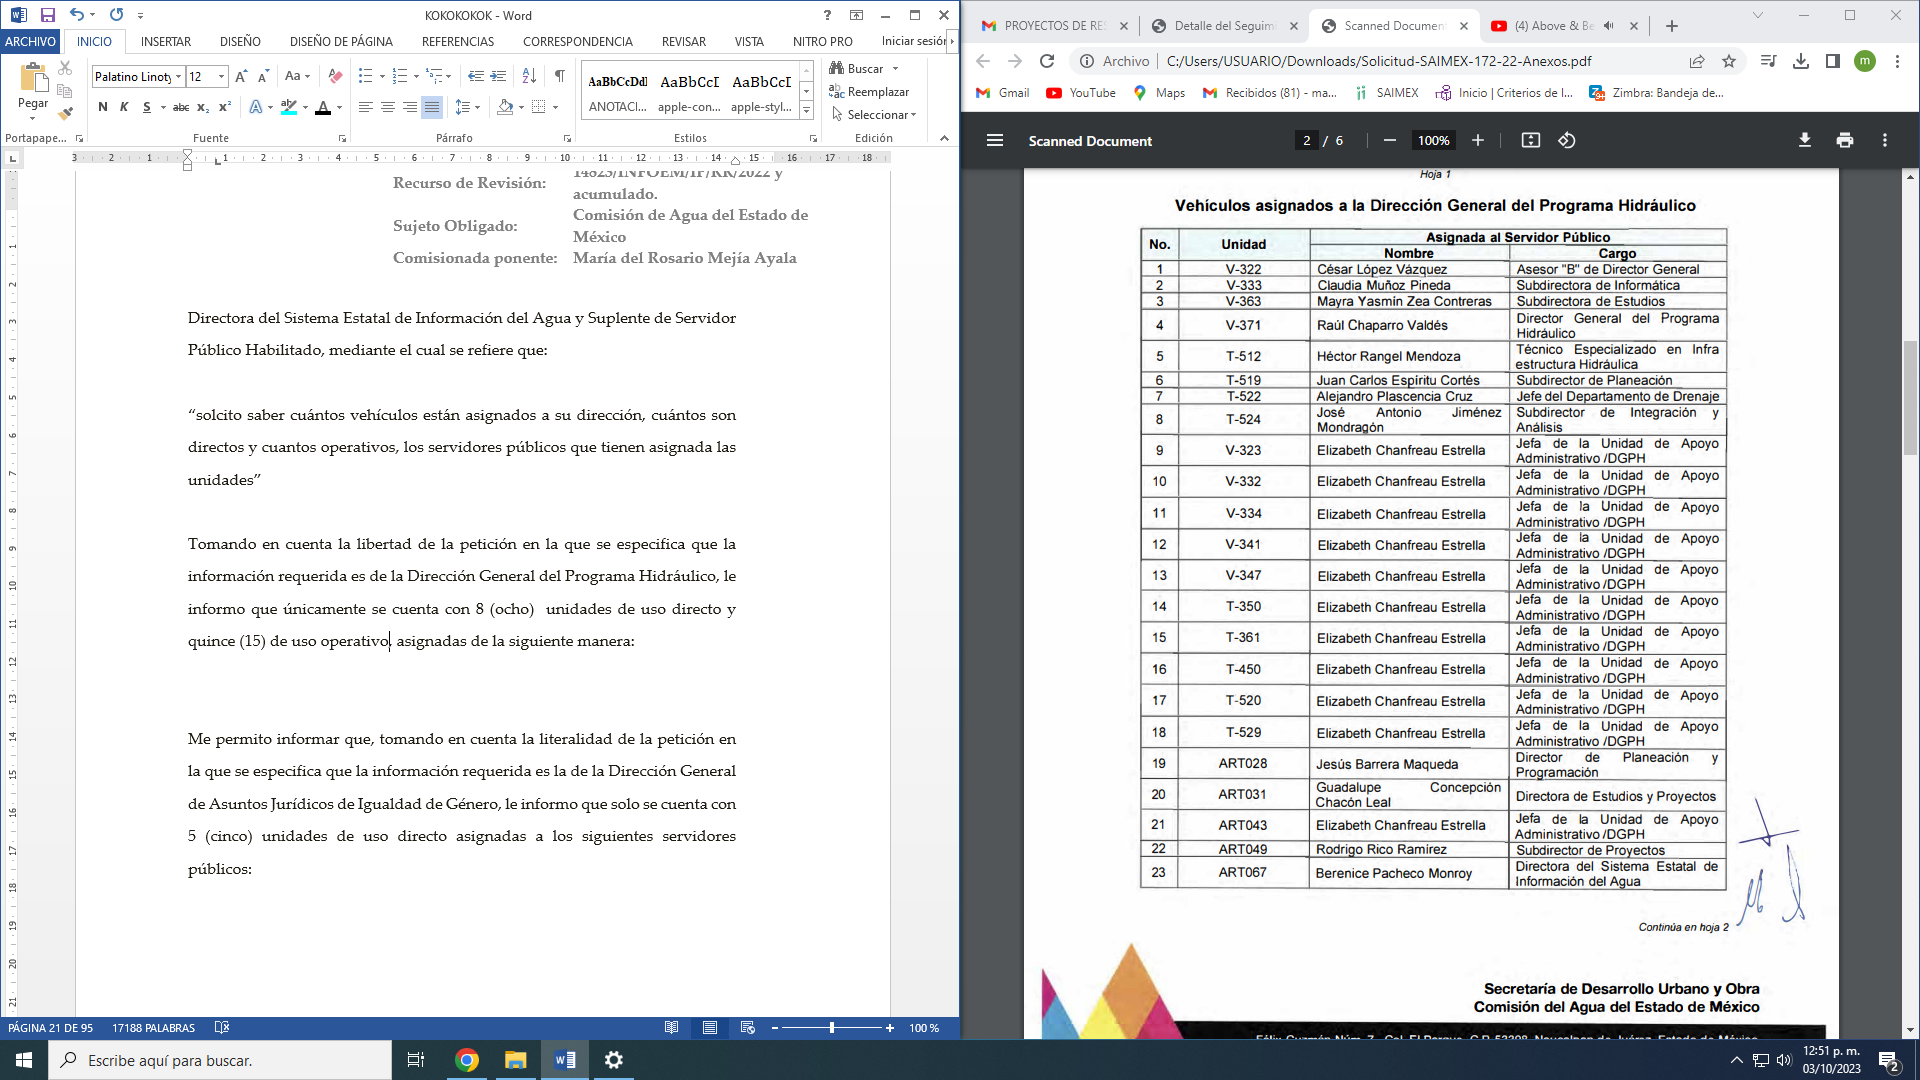 KOKOKOKOK - Word
ARCHIVO INICIO INSERTAR DISEÑO DISEÑO DE PÁGINA REFERENCIAS CORRESPONDENCIA REVISAR VISTA NITRO PRO Iniciar sesión
Pegar
Palatino Linoty 12
N K S abc x₂ x²
AaBbCcDdI AaBbCcI AaBbCcI
ANOTACI... apple-con... apple-styl...
Buscar
Reemplazar
Seleccionar
Portapape... Fuente Párrafo Estilos Edición
Recurso de Revisión: 14823/INFOEM/IP/RR/2022 y
acumulado.
Sujeto Obligado: Comisión de Agua del Estado de
México
Comisionada ponente: María del Rosario Mejía Ayala
Directora del Sistema Estatal de Información del Agua y Suplente de Servidor
Público Habilitado, mediante el cual se refiere que:
“solcito saber cuántos vehículos están asignados a su dirección, cuántos son
directos y cuantos operativos, los servidores públicos que tienen asignada las
unidades”
Tomando en cuenta la libertad de la petición en la que se especifica que la
información requerida es de la Dirección General del Programa Hidráulico, le
informo que únicamente se cuenta con 8 (ocho) unidades de uso directo y
quince (15) de uso operativo, asignadas de la siguiente manera:
Me permito informar que, tomando en cuenta la literalidad de la petición en
la que se especifica que la información requerida es la de la Dirección General
de Asuntos Jurídicos de Igualdad de Género, le informo que solo se cuenta con
5 (cinco) unidades de uso directo asignadas a los siguientes servidores
públicos:
PÁGINA 21 DE 95 17188 PALABRAS 100 %
PROYECTOS DE RES Detalle del Seguim Scanned Document (4) Above & Be
Archivo C:/Users/USUARIO/Downloads/Solicitud-SAIMEX-172-22-Anexos.pdf
Gmail YouTube Maps Recibidos (81) - ma... SAIMEX Inicio | Criterios de I... Zimbra: Bandeja de...
Scanned Document 2 / 6 100%
Hoja 1
Vehículos asignados a la Dirección General del Programa Hidráulico
No. Unidad Asignada al Servidor Público
Nombre Cargo
1 V-322 César López Vázquez Asesor "B" de Director General
2 V-333 Claudia Muñoz Pineda Subdirectora de Informática
3 V-363 Mayra Yasmín Zea Contreras Subdirectora de Estudios
4 V-371 Raúl Chaparro Valdés Director General del Programa
Hidráulico
5 T-512 Héctor Rangel Mendoza Técnico Especializado en Infra
estructura Hidráulica
6 T-519 Juan Carlos Espíritu Cortés Subdirector de Planeación
7 T-522 Alejandro Plascencia Cruz Jefe del Departamento de Drenaje
8 T-524 José Antonio Jiménez Subdirector de Integración y
Mondragón Análisis
9 V-323 Elizabeth Chanfreau Estrella Jefa de la Unidad de Apoyo
Administrativo /DGPH
10 V-332 Elizabeth Chanfreau Estrella Jefa de la Unidad de Apoyo
Administrativo /DGPH
11 V-334 Elizabeth Chanfreau Estrella Jefa de la Unidad de Apoyo
Administrativo /DGPH
12 V-341 Elizabeth Chanfreau Estrella Jefa de la Unidad de Apoyo
Administrativo /DGPH
13 V-347 Elizabeth Chanfreau Estrella Jefa de la Unidad de Apoyo
Administrativo /DGPH
14 T-350 Elizabeth Chanfreau Estrella Jefa de la Unidad de Apoyo
Administrativo /DGPH
15 T-361 Elizabeth Chanfreau Estrella Jefa de la Unidad de Apoyo
Administrativo /DGPH
16 T-450 Elizabeth Chanfreau Estrella Jefa de la Unidad de Apoyo
Administrativo /DGPH
17 T-520 Elizabeth Chanfreau Estrella Jefa de la Unidad de Apoyo
Administrativo /DGPH
18 T-529 Elizabeth Chanfreau Estrella Jefa de la Unidad de Apoyo
Administrativo /DGPH
19 ART028 Jesús Barrera Maqueda Director de Planeación y
Programación
20 ART031 Guadalupe Concepción Directora de Estudios y Proyectos
Chacón Leal
21 ART043 Elizabeth Chanfreau Estrella Jefa de la Unidad de Apoyo
Administrativo /DGPH
22 ART049 Rodrigo Rico Ramírez Subdirector de Proyectos
23 ART067 Berenice Pacheco Monroy Directora del Sistema Estatal de
Información del Agua
Continúa en hoja 2
Secretaría de Desarrollo Urbano y Obra
Comisión del Agua del Estado de México
Escribe aquí para buscar.
12:51 p. m.
03/10/2023
2